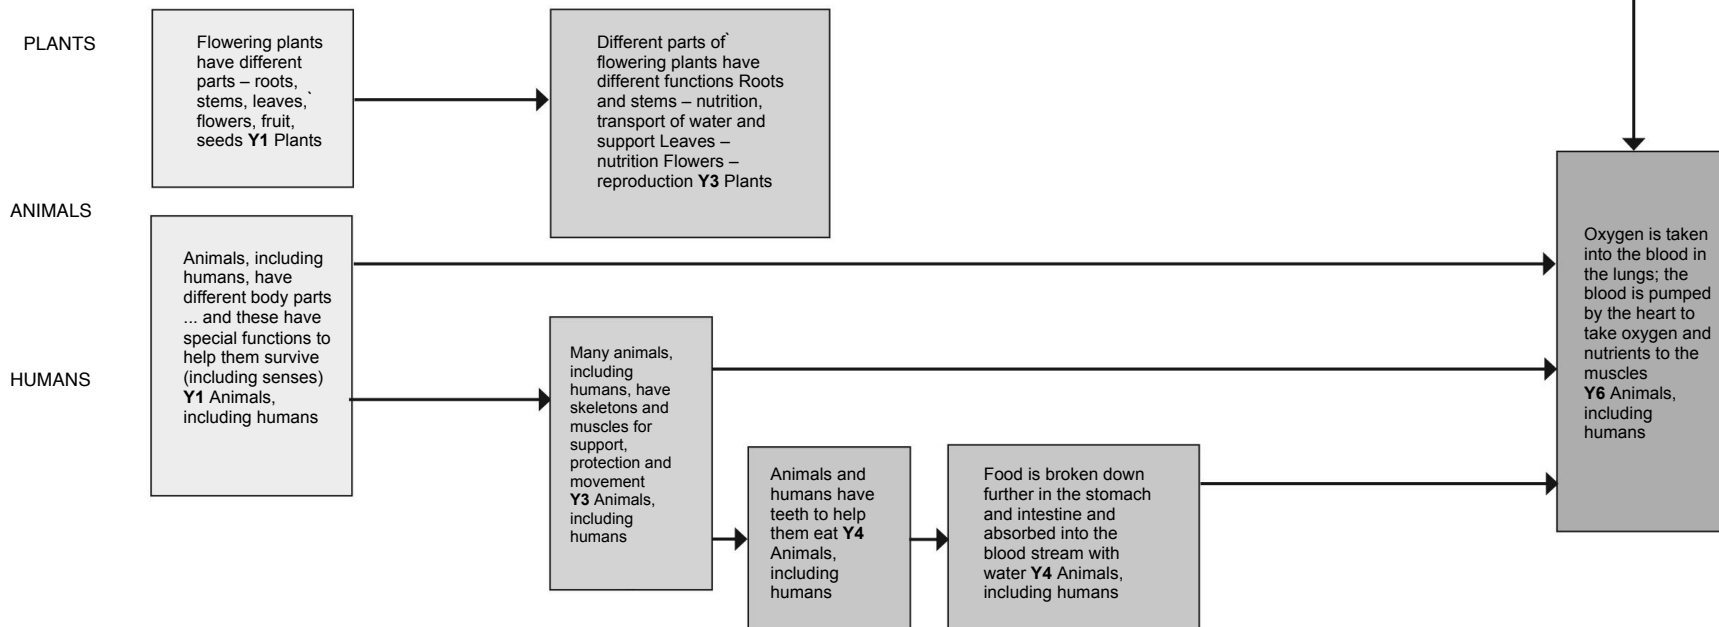 PLANTS
Flowering plants
have different
parts – roots,
stems, leaves,`
flowers, fruit,
seeds Y1 Plants
Different parts of`
flowering plants have
different functions Roots
and stems – nutrition,
transport of water and
support Leaves –
nutrition Flowers –
reproduction Y3 Plants
ANIMALS
Animals, including
humans, have
different body parts
... and these have
special functions to
help them survive
(including senses)
Y1 Animals,
including humans
HUMANS
Many animals,
including
humans, have
skeletons and
muscles for
support,
protection and
movement
Y3 Animals,
including
humans
Animals and
humans have
teeth to help
them eat Y4
Animals,
including
humans
Food is broken down
further in the stomach
and intestine and
absorbed into the
blood stream with
water Y4 Animals,
including humans
Oxygen is taken
into the blood in
the lungs; the
blood is pumped
by the heart to
take oxygen and
nutrients to the
muscles
Y6 Animals,
including
humans